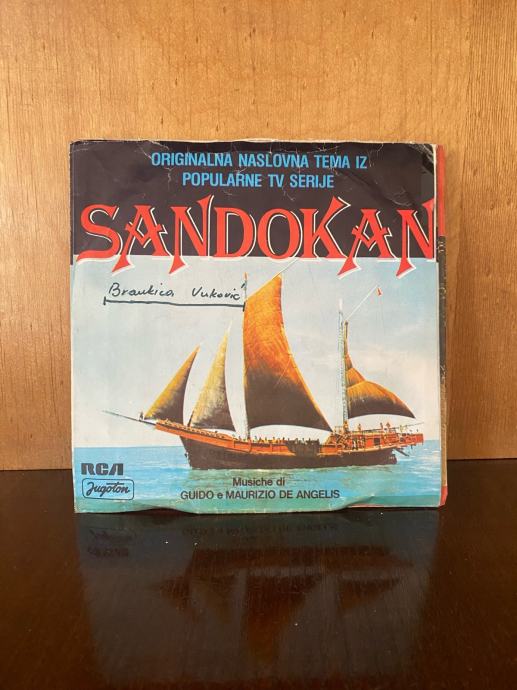 ORIGINALNA NASLOVNA TEMA IZ
POPULARNE TV SERIJE
SANDOKAN
Brankica Vuković
RCA
Jugoton
Musiche di
GUIDO e MAURIZIO DE ANGELIS